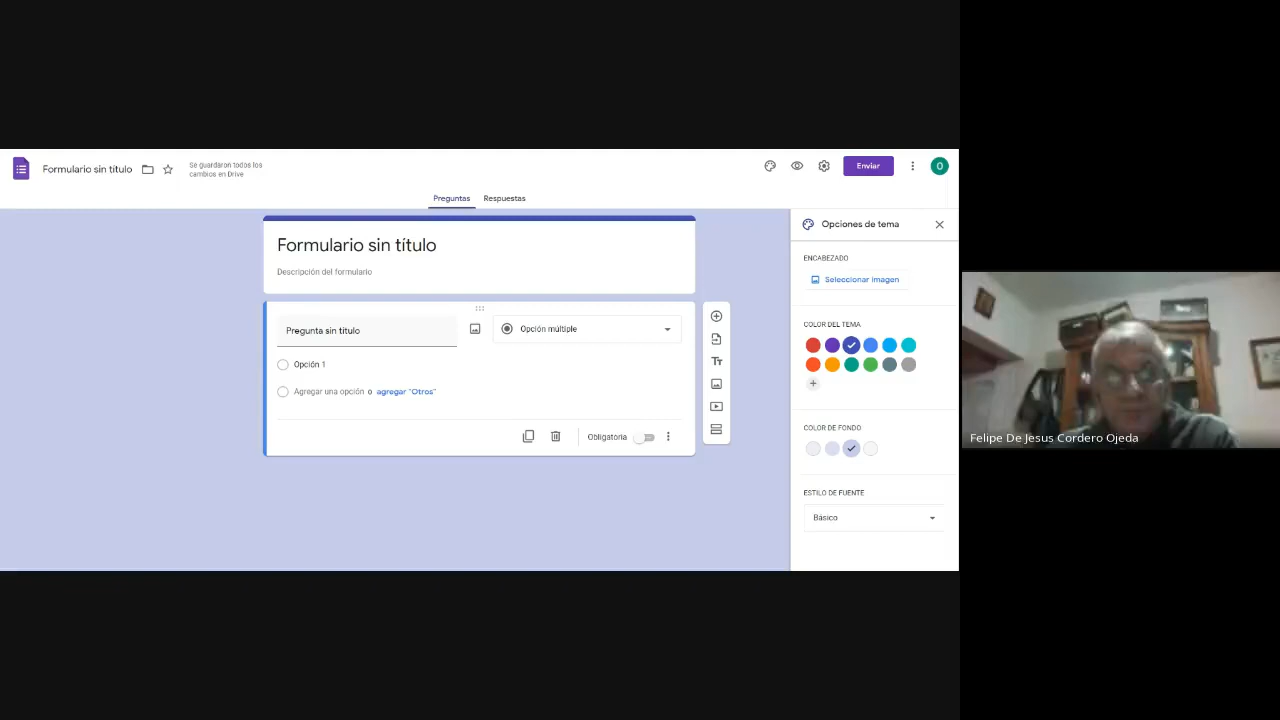 Formulario sin título
Se guardaron todos los
cambios en Drive
Enviar
O
Preguntas
Respuestas
Formulario sin título
Descripción del formulario
Pregunta sin título
Opción múltiple
Opción 1
Agregar una opción o agregar "Otros"
Obligatoria
Tt
Opciones de tema
ENCABEZADO
Seleccionar imagen
COLOR DEL TEMA
COLOR DE FONDO
ESTILO DE FUENTE
Básico
Felipe De Jesus Cordero Ojeda